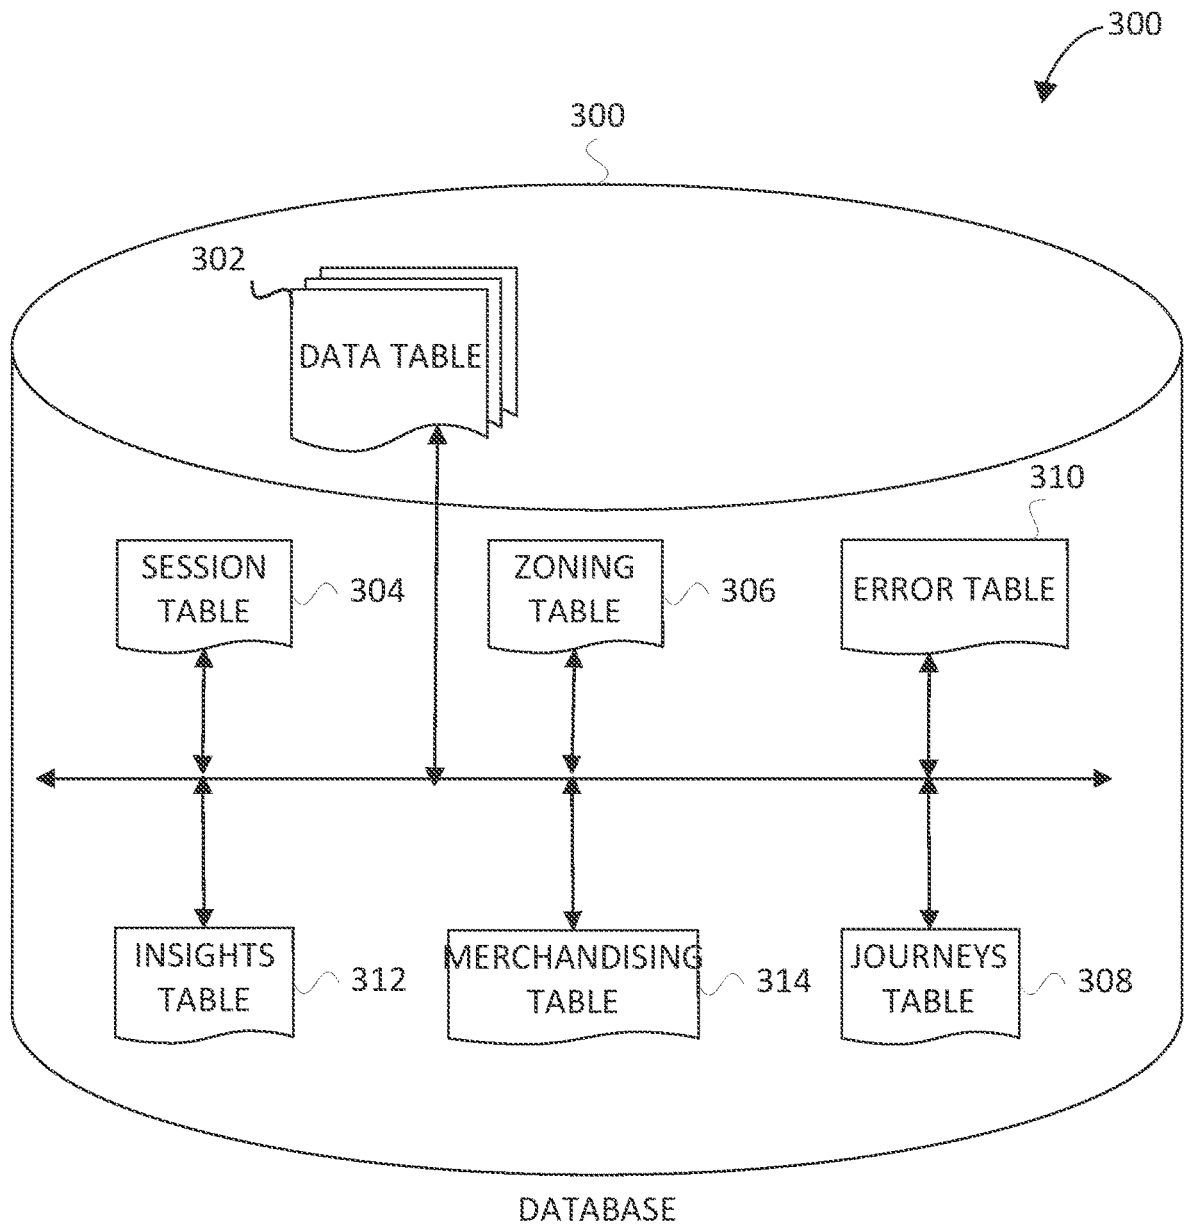 300
300
302
DATA TABLE
310
SESSION
TABLE
304
ZONING
TABLE
306
ERROR TABLE
INSIGHTS
TABLE
312
MERCHANDISING
TABLE
314
JOURNEYS
TABLE
308
DATABASE